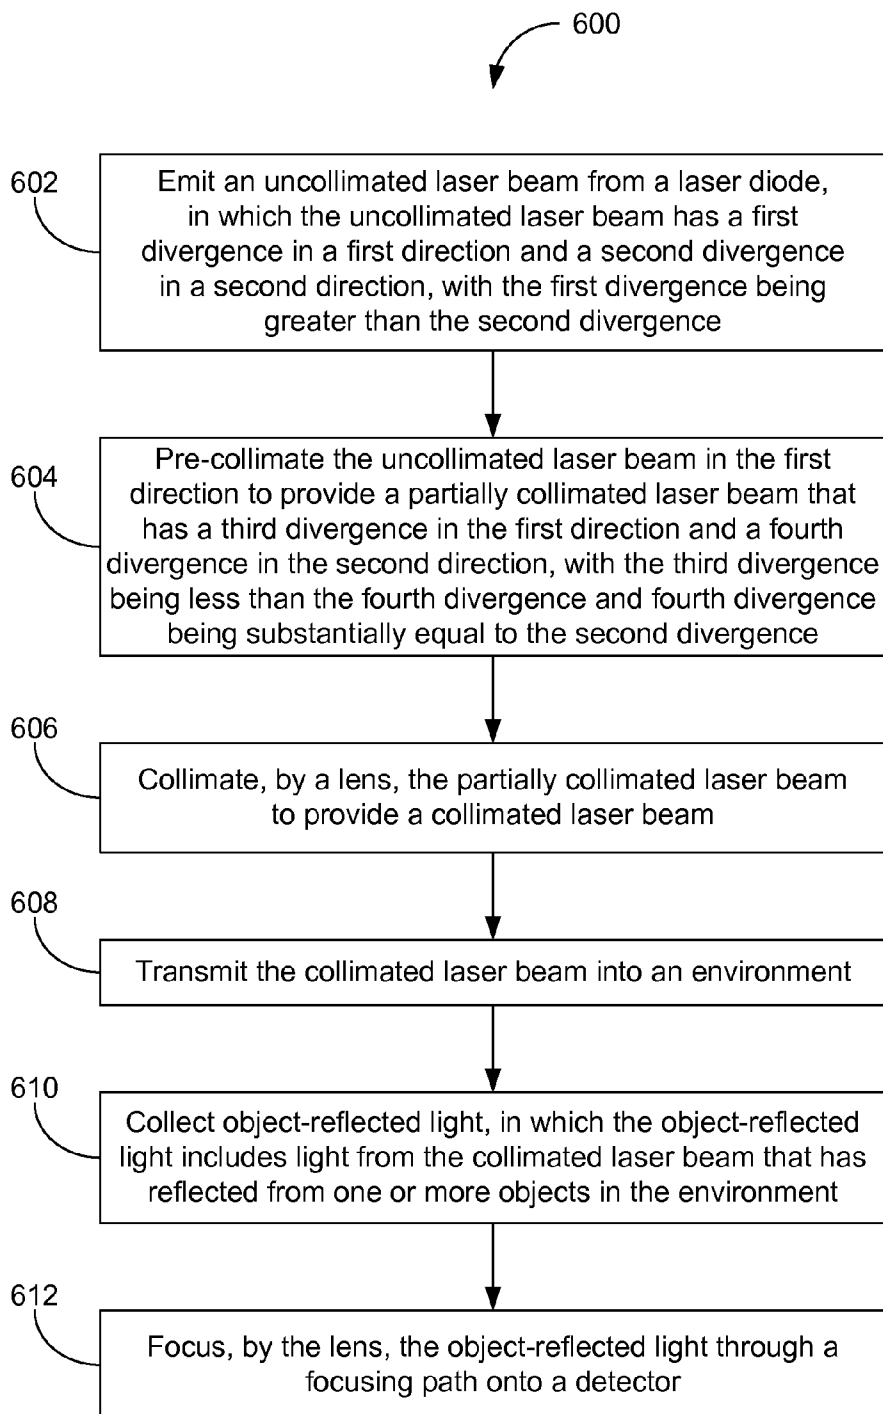 600
602
Emit an uncollimated laser beam from a laser diode,
in which the uncollimated laser beam has a first
divergence in a first direction and a second divergence
in a second direction, with the first divergence being
greater than the second divergence
604
Pre-collimate the uncollimated laser beam in the first
direction to provide a partially collimated laser beam that
has a third divergence in the first direction and a fourth
divergence in the second direction, with the third divergence
being less than the fourth divergence and fourth divergence
being substantially equal to the second divergence
606
Collimate, by a lens, the partially collimated laser beam
to provide a collimated laser beam
608
Transmit the collimated laser beam into an environment
610
Collect object-reflected light, in which the object-reflected
light includes light from the collimated laser beam that has
reflected from one or more objects in the environment
612
Focus, by the lens, the object-reflected light through a
focusing path onto a detector